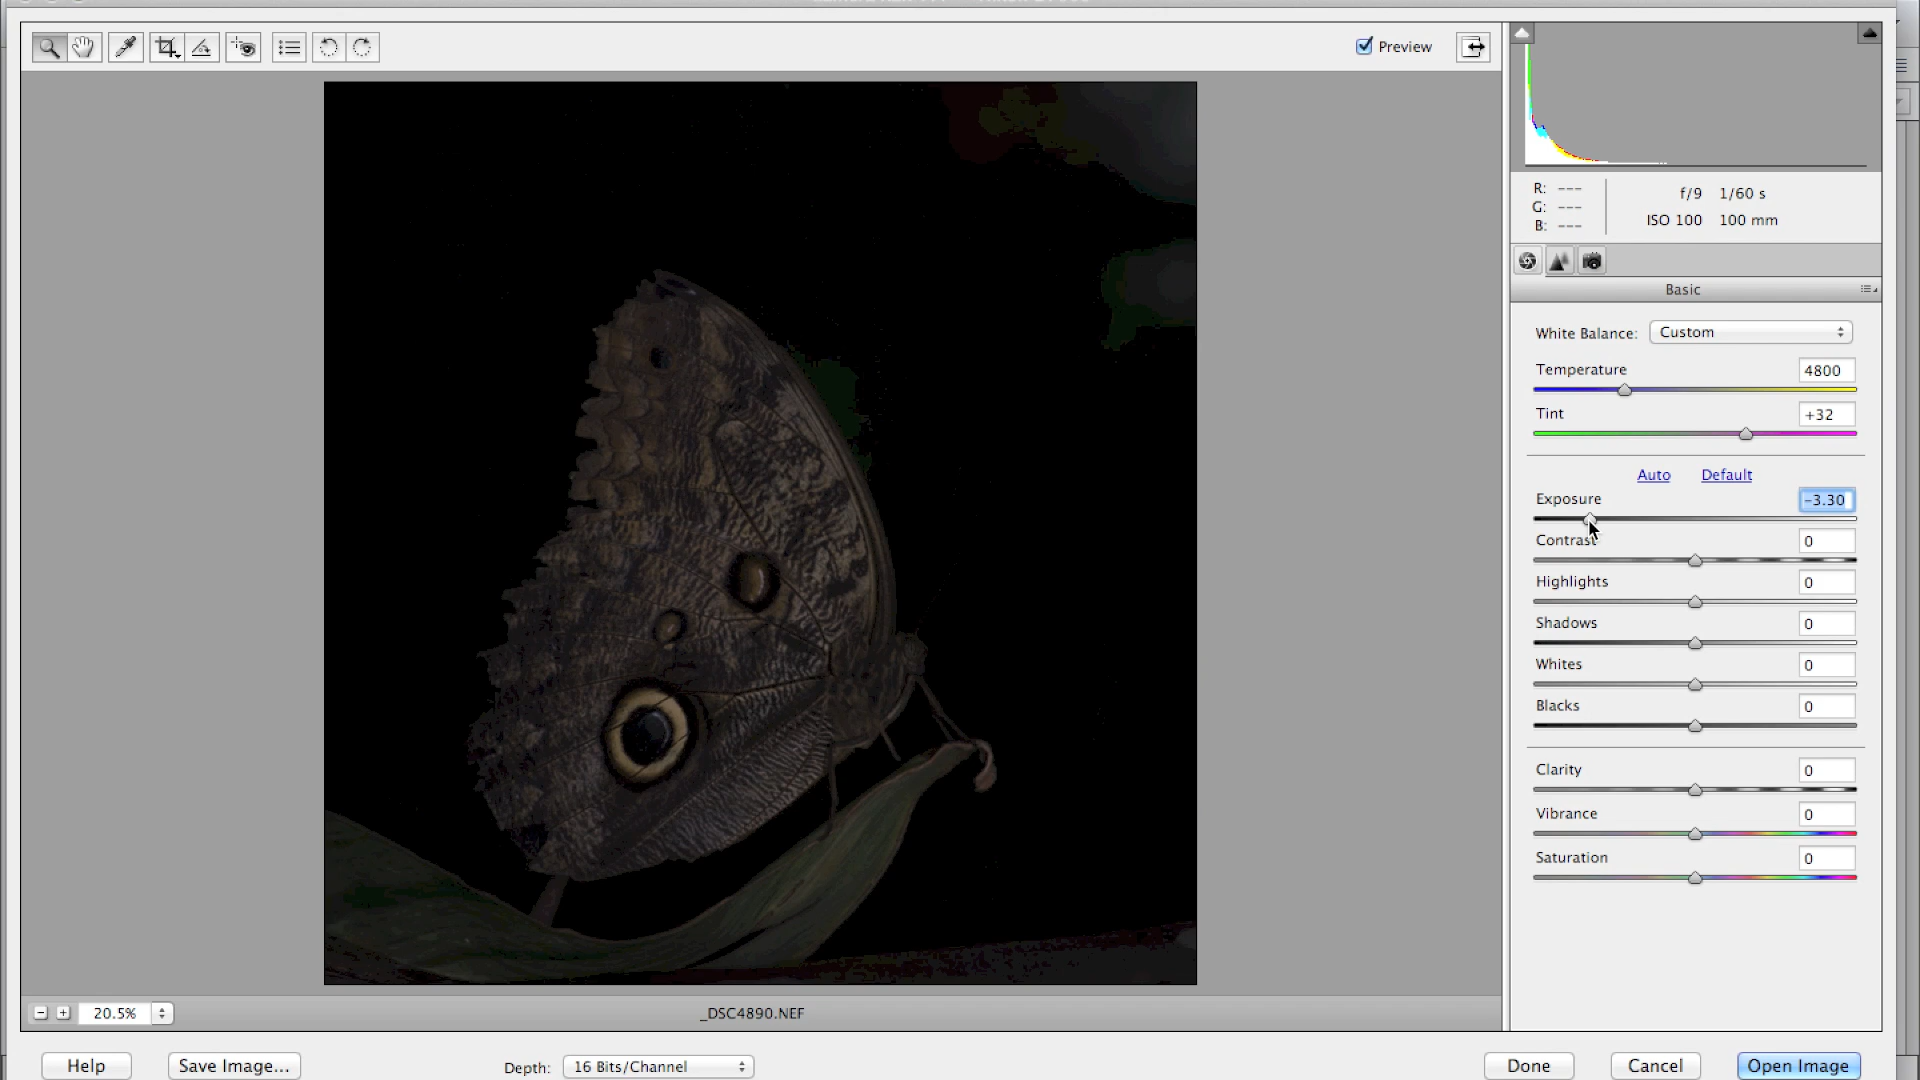 Preview
R: ---
G: ---
B: ---
f/9 1/60 s
ISO 100 100 mm
Basic
White Balance: Custom
Temperature 4800
Tint +32
Auto Default
Exposure -3.30
Contrast 0
Highlights 0
Shadows 0
Whites 0
Blacks 0
Clarity 0
Vibrance 0
Saturation 0
20.5%
_DSC4890.NEF
Help
Save Image...
Depth: 16 Bits/Channel
Done
Cancel
Open Image